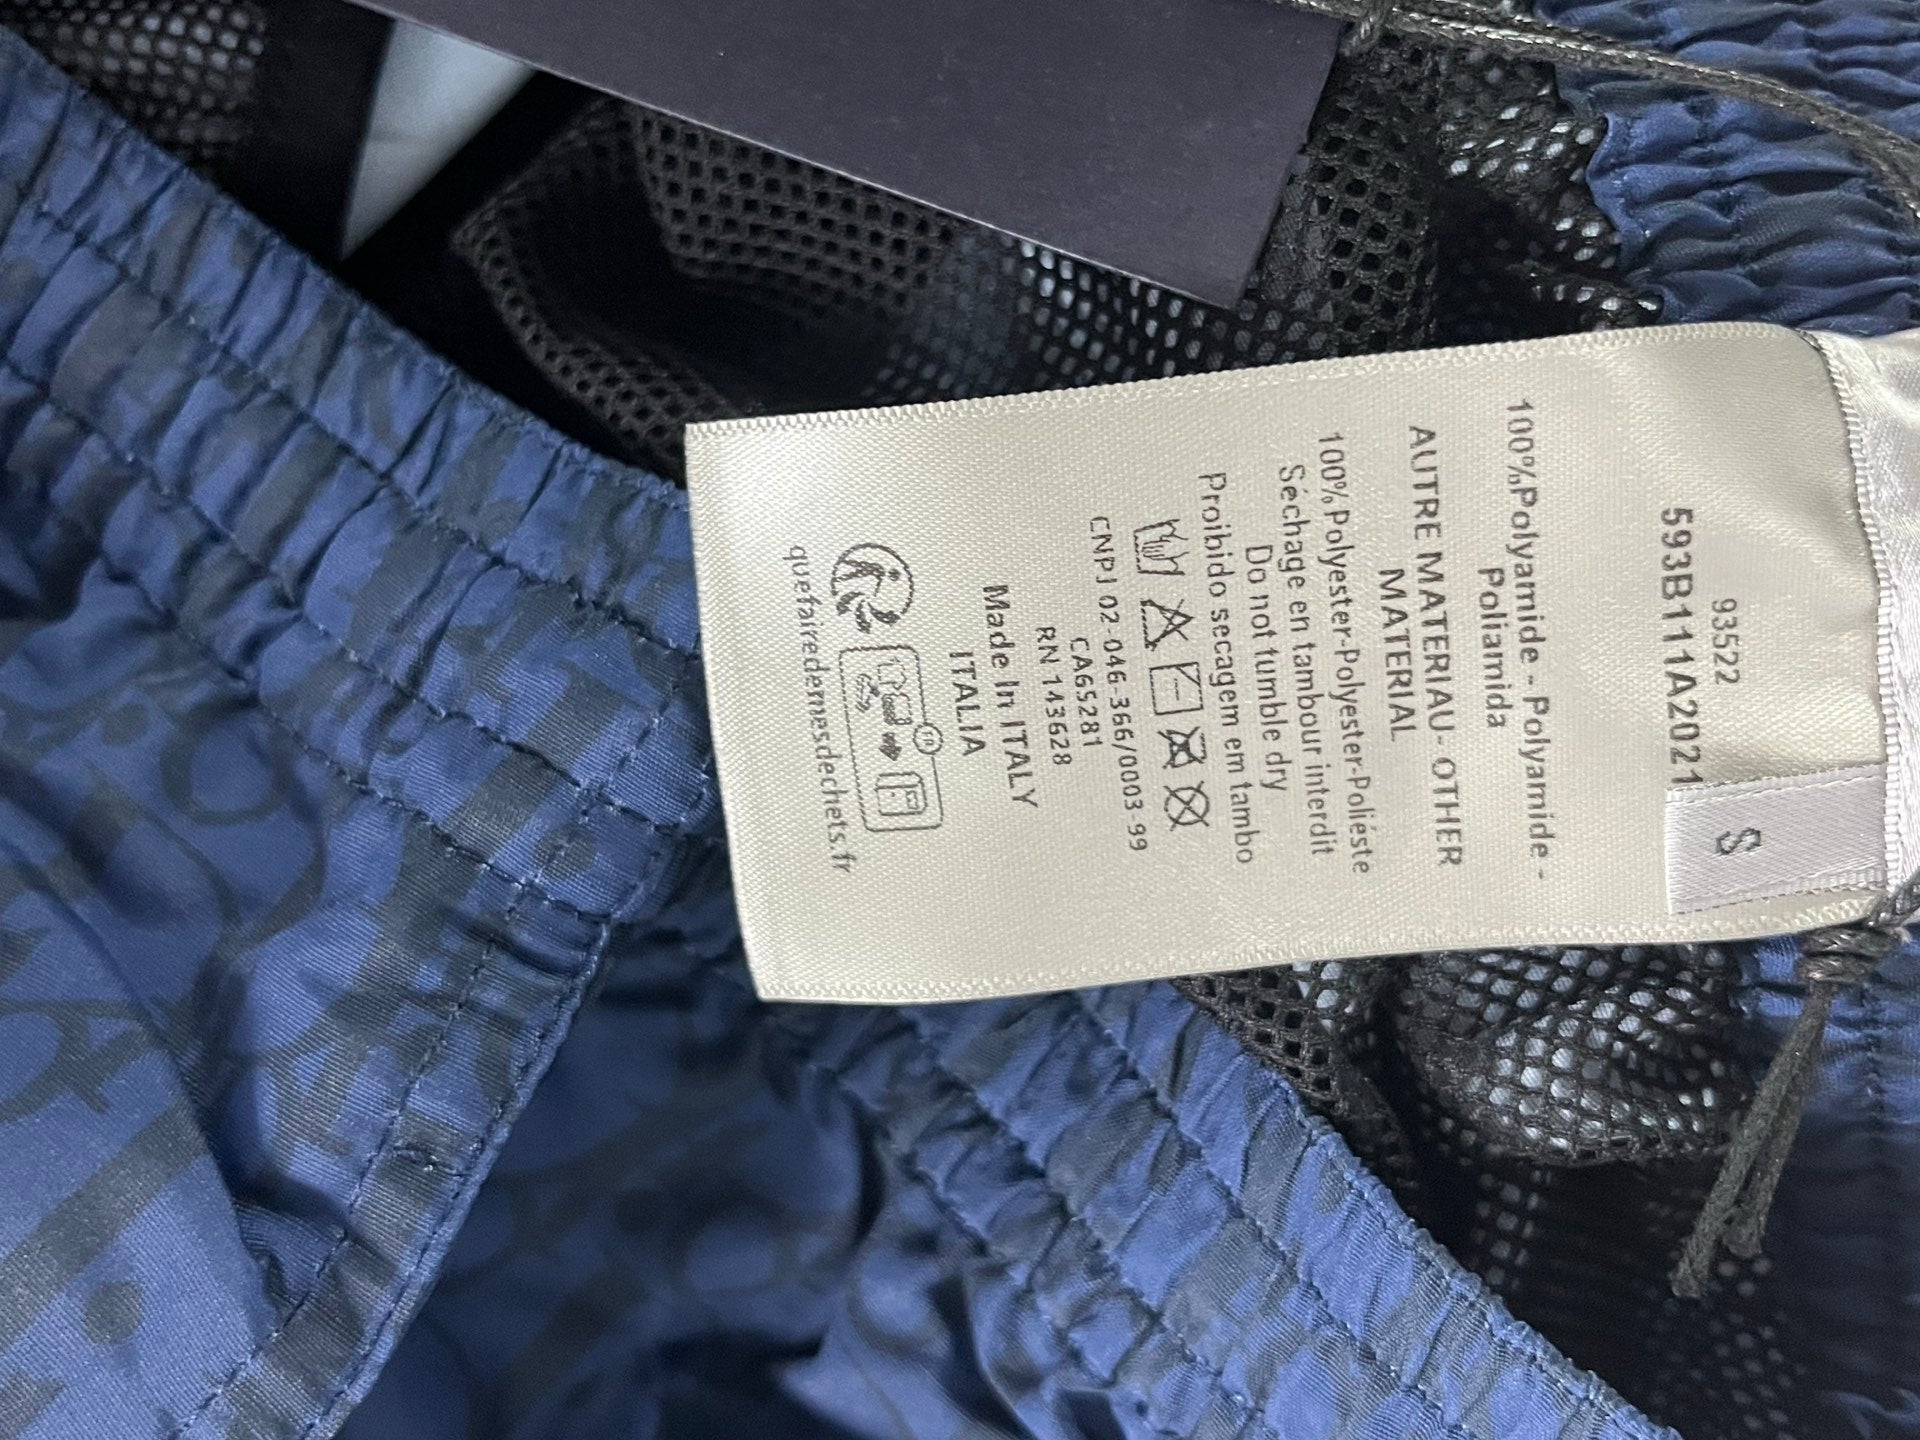 93522
593B111A2021
S
100%Polyamide - Polyamide -
Poliamida
AUTRE MATERIAU- OTHER
MATERIAL
100% Polyester-Polyester-Poliéste
Séchage en tambour interdit
Do not tumble dry
Proibido secagem em tambo
CNPJ 02-046-366/0003-99
CA65281
RN 143628
Made In ITALY
ITALIA
FR
quefairedemesdechets.fr